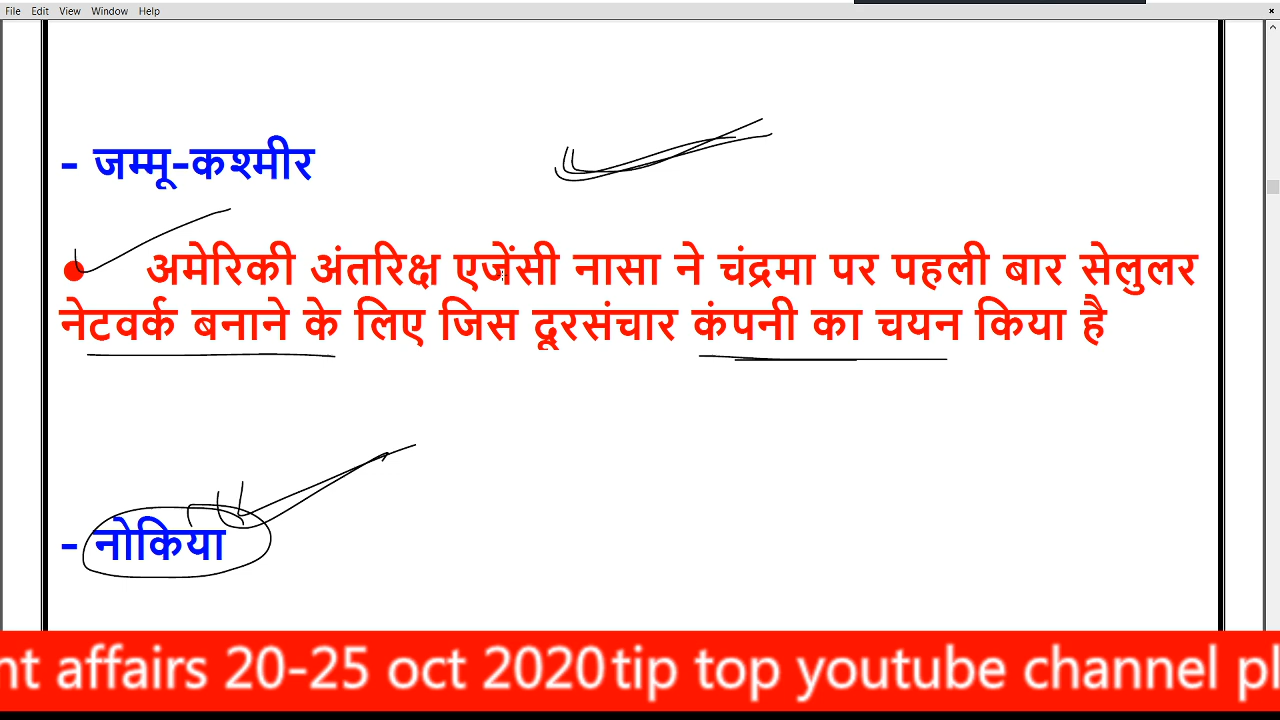 File Edit View Window Help
- जम्मू-कश्मीर
● अमेरिकी अंतरिक्ष एजेंसी नासा ने चंद्रमा पर पहली बार सेलुलर
नेटवर्क बनाने के लिए जिस दूरसंचार कंपनी का चयन किया है
- नोकिया
nt affairs 20-25 oct 2020 tip top youtube channel pl